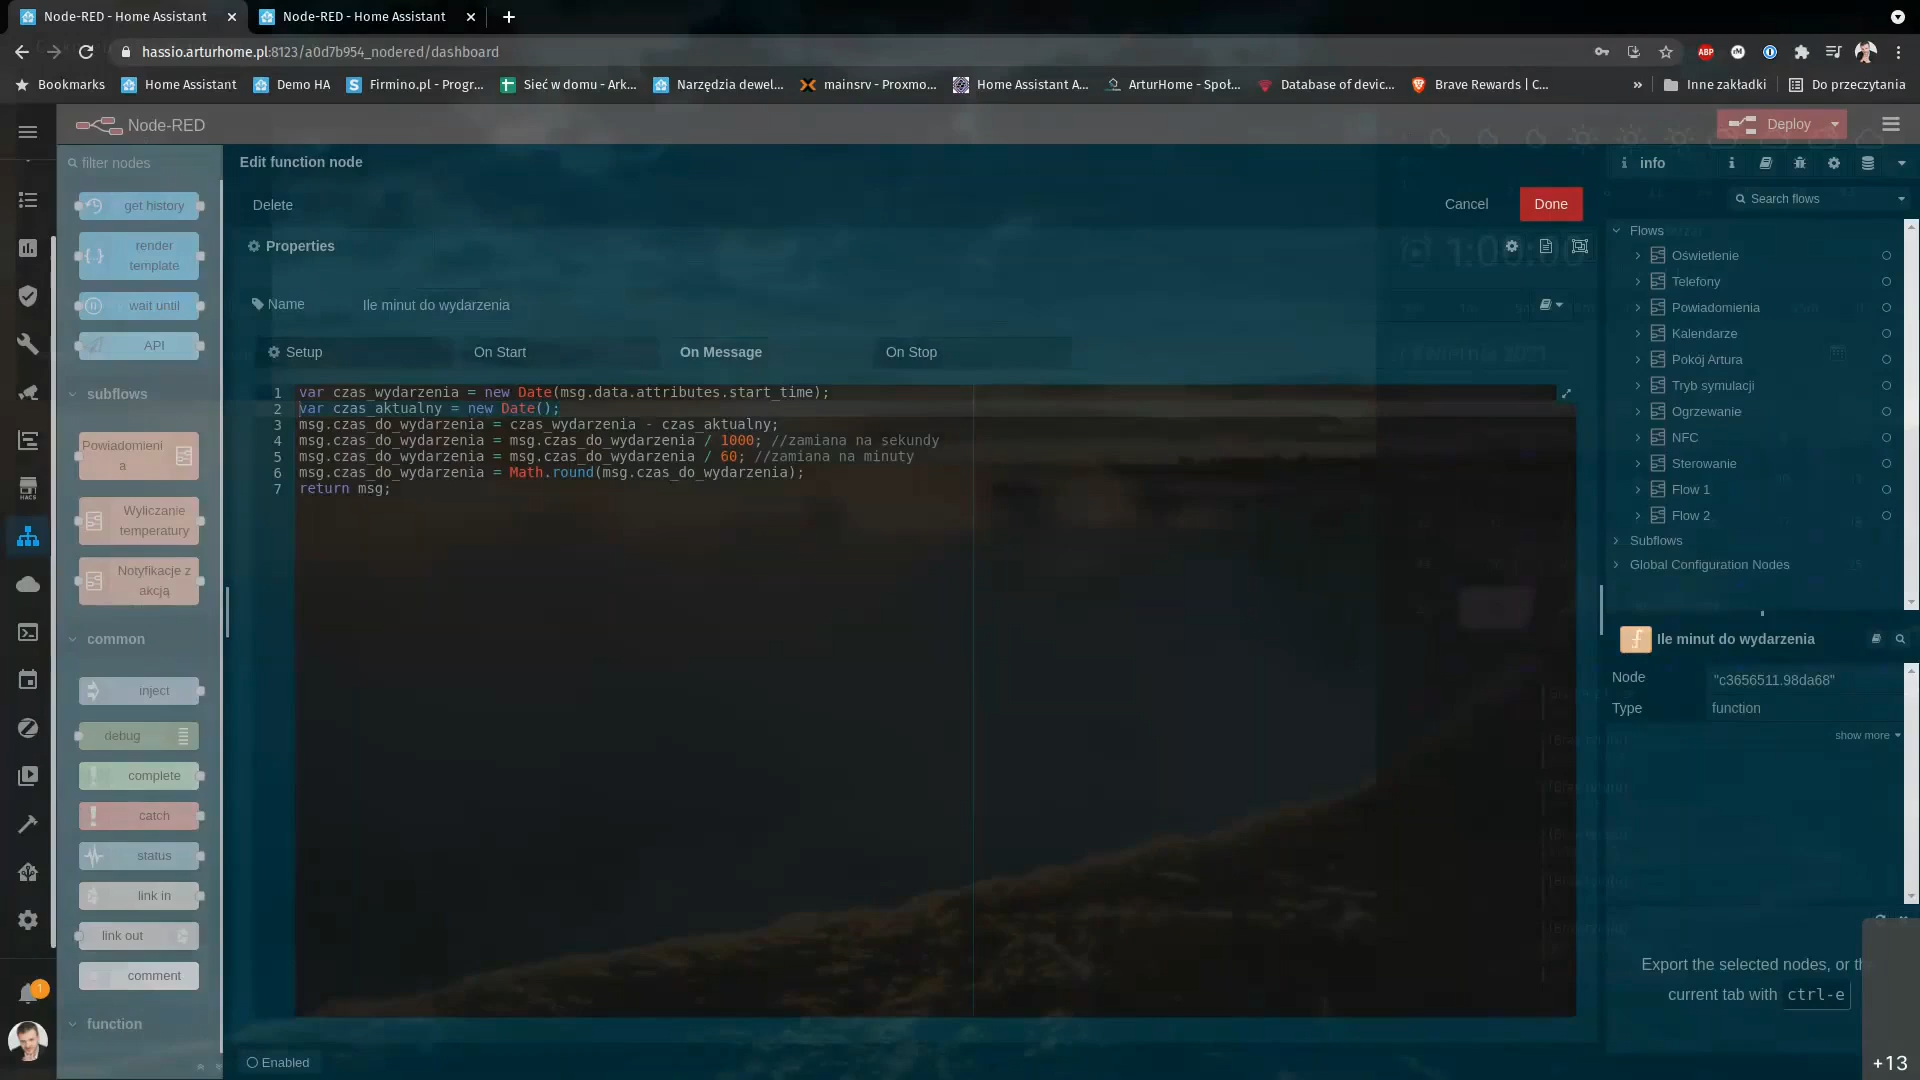 Node-RED - Home Assistant
Node-RED - Home Assistant
hassio.arturhome.pl:8123/a0d7b954_nodered/dashboard
ABP
Bookmarks
Home Assistant
Demo HA
Firmino.pl - Progr...
Sieć w domu - Ark...
Narzędzia dewel...
mainsrv - Proxmo...
Home Assistant A...
ArturHome - Społ...
Database of devic...
Brave Rewards | C...
»
Inne zakładki
Do przeczytania
Node-RED
Deploy
filter nodes
get history
render
template
wait until
API
subflows
Powiadomieni
a
Wyliczanie
temperatury
Notyfikacje z
akcją
common
inject
debug
complete
catch
status
link in
link out
comment
function
HACS
1
Edit function node
Delete
Cancel
Done
Properties
1:00:00
Name
Ile minut do wydarzenia
Setup
On Start
On Message
On Stop
1 var czas_wydarzenia = new Date(msg.data.attributes.start_time);
2 var czas_aktualny = new Date();
3 msg.czas_do_wydarzenia = czas_wydarzenia - czas_aktualny;
4 msg.czas_do_wydarzenia = msg.czas_do_wydarzenia / 1000; //zamiana na sekundy
5 msg.czas_do_wydarzenia = msg.czas_do_wydarzenia / 60; //zamiana na minuty
6 msg.czas_do_wydarzenia = Math.round(msg.czas_do_wydarzenia);
7 return msg;
Enabled
info
Search flows
Flows
Oświetlenie
Telefony
Powiadomienia
Kalendarze
Pokój Artura
Tryb symulacji
Ogrzewanie
NFC
Sterowanie
Flow 1
Flow 2
Subflows
Global Configuration Nodes
Ile minut do wydarzenia
Node
"c3656511.98da68"
Type
function
show more
Export the selected nodes, or th
current tab with ctrl-e
+13